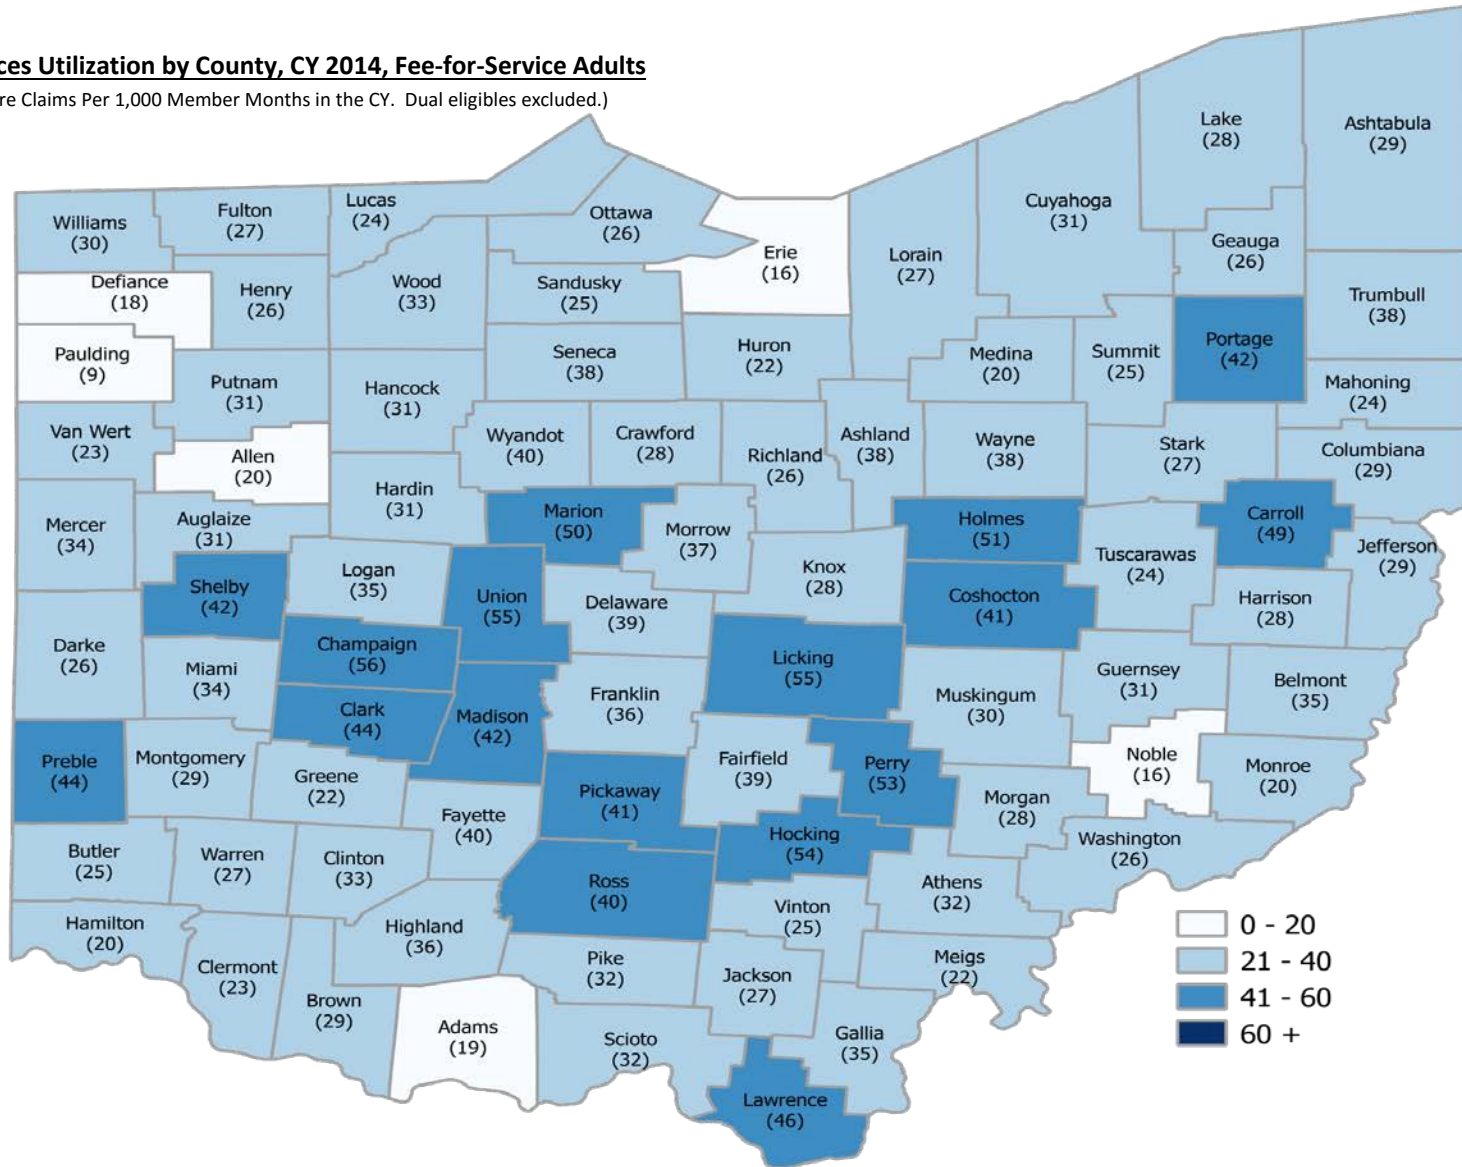 ces Utilization by County, CY 2014, Fee-for-Service Adults
re Claims Per 1,000 Member Months in the CY.  Dual eligibles excluded.)
Lake
(28)
Ashtabula
(29)
Williams
(30)
Fulton
(27)
Lucas
(24)
Ottawa
(26)
Erie
(16)
Lorain
(27)
Cuyahoga
(31)
Geauga
(26)
Trumbull
(38)
Defiance
(18)
Henry
(26)
Wood
(33)
Sandusky
(25)
Paulding
(9)
Putnam
(31)
Hancock
(31)
Seneca
(38)
Huron
(22)
Medina
(20)
Summit
(25)
Portage
(42)
Mahoning
(24)
Van Wert
(23)
Allen
(20)
Wyandot
(40)
Crawford
(28)
Richland
(26)
Ashland
(38)
Wayne
(38)
Stark
(27)
Columbiana
(29)
Mercer
(34)
Auglaize
(31)
Hardin
(31)
Marion
(50)
Morrow
(37)
Holmes
(51)
Tuscarawas
(24)
Carroll
(49)
Jefferson
(29)
Shelby
(42)
Logan
(35)
Union
(55)
Delaware
(39)
Knox
(28)
Coshocton
(41)
Harrison
(28)
Darke
(26)
Miami
(34)
Champaign
(56)
Clark
(44)
Madison
(42)
Franklin
(36)
Licking
(55)
Muskingum
(30)
Guernsey
(31)
Belmont
(35)
Preble
(44)
Montgomery
(29)
Greene
(22)
Fayette
(40)
Pickaway
(41)
Fairfield
(39)
Perry
(53)
Morgan
(28)
Noble
(16)
Monroe
(20)
Butler
(25)
Warren
(27)
Clinton
(33)
Ross
(40)
Hocking
(54)
Athens
(32)
Washington
(26)
Hamilton
(20)
Clermont
(23)
Brown
(29)
Highland
(36)
Adams
(19)
Pike
(32)
Scioto
(32)
Vinton
(25)
Jackson
(27)
Meigs
(22)
Gallia
(35)
Lawrence
(46)
0 - 20
21 - 40
41 - 60
60 +